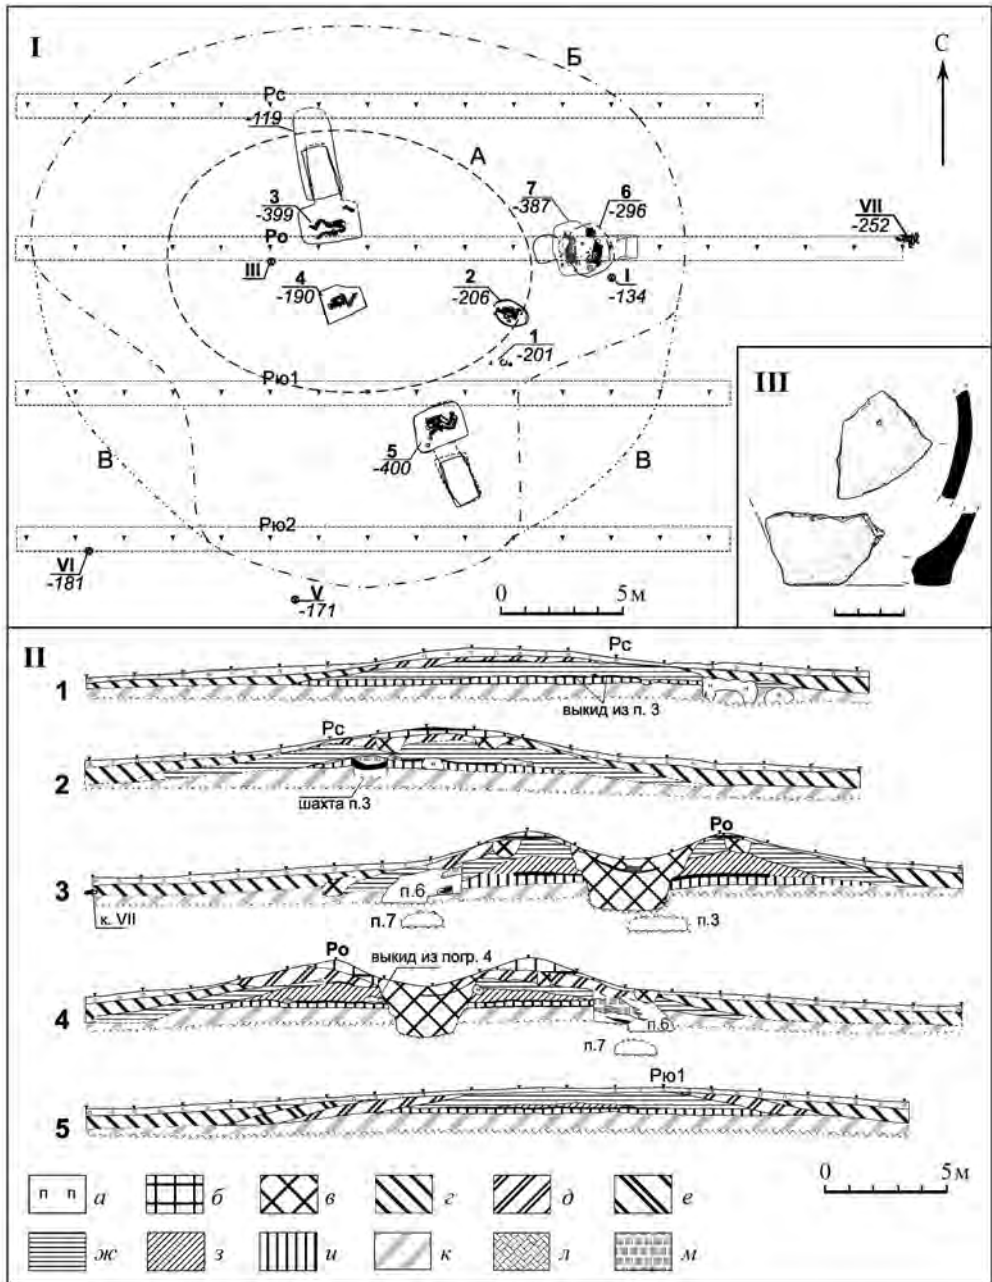 I
Б
С
Рс
-119
А
3
-399
7
-387
6
-296
VII
-252
Ро
III
4
-190
2
-206
I
-134
1
-201
Рю1
5
-400
В
В
Рю2
VI
-181
V
-171
0 5м
III
II
Рс
1
выкид из п. 3
Рс
2
шахта п.3
Ро
3
п.6
к. VII
п.7
п.3
Ро
выкид из погр. 4
4
п.6
п.7
Рю1
5
0 5м
п п а б в г д е
ж з и к л м